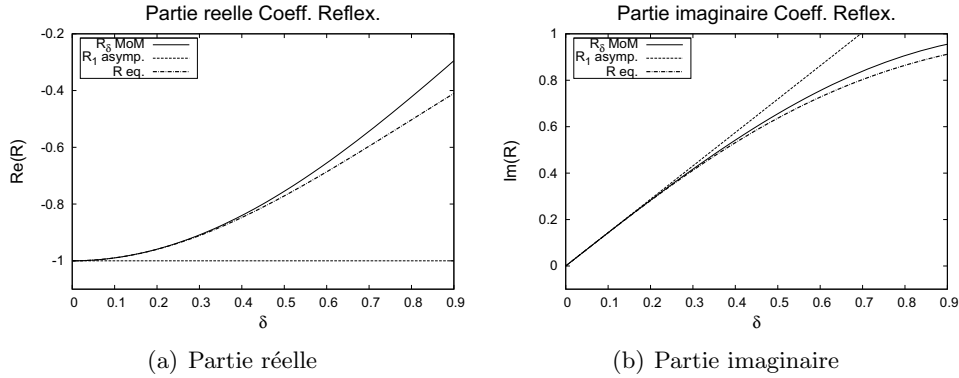 Partie reelle Coeff. Reflex.
-0.2
-0.4
-0.6
-0.8
-1
Re(R)
R_δ MoM
R_1 asymp.
R eq.
0
0.1
0.2
0.3
0.4
0.5
0.6
0.7
0.8
0.9
δ
(a) Partie réelle
Partie imaginaire Coeff. Reflex.
1
0.8
0.6
0.4
0.2
0
Im(R)
R_δ MoM
R_1 asymp.
R eq.
0
0.1
0.2
0.3
0.4
0.5
0.6
0.7
0.8
0.9
δ
(b) Partie imaginaire